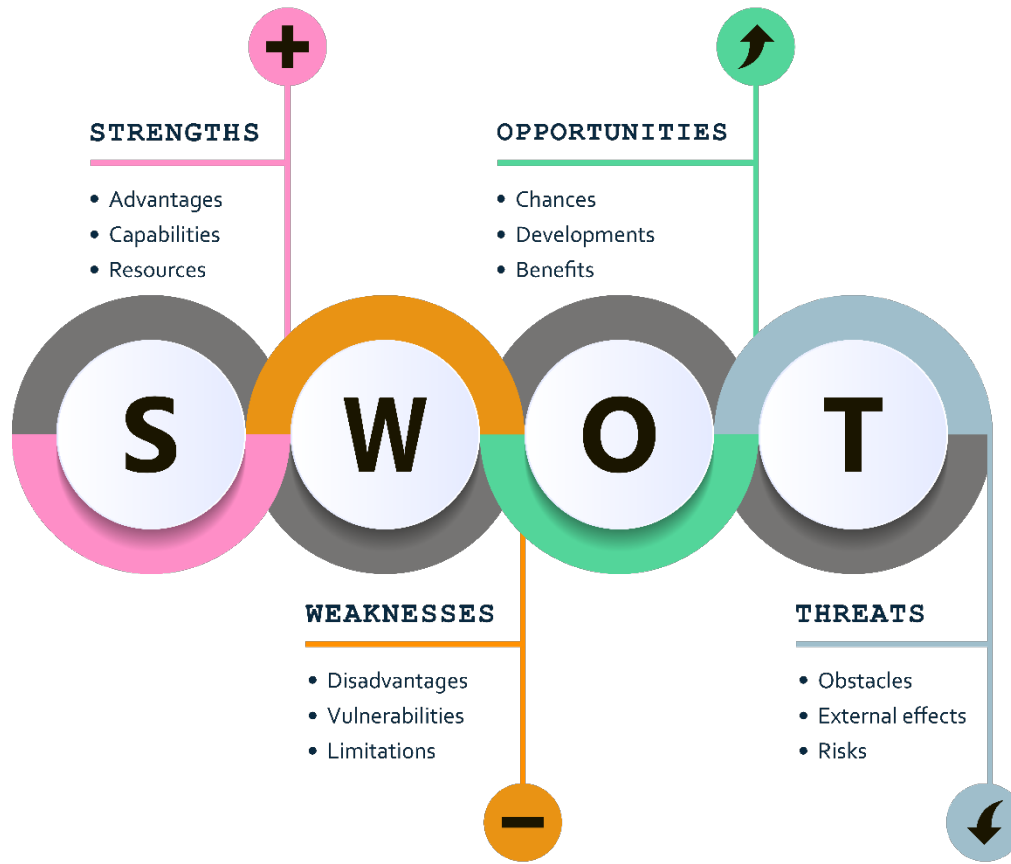 STRENGTHS
• Advantages
• Capabilities
• Resources
OPPORTUNITIES
• Chances
• Developments
• Benefits
S W O T
WEAKNESSES
• Disadvantages
• Vulnerabilities
• Limitations
THREATS
• Obstacles
• External effects
• Risks